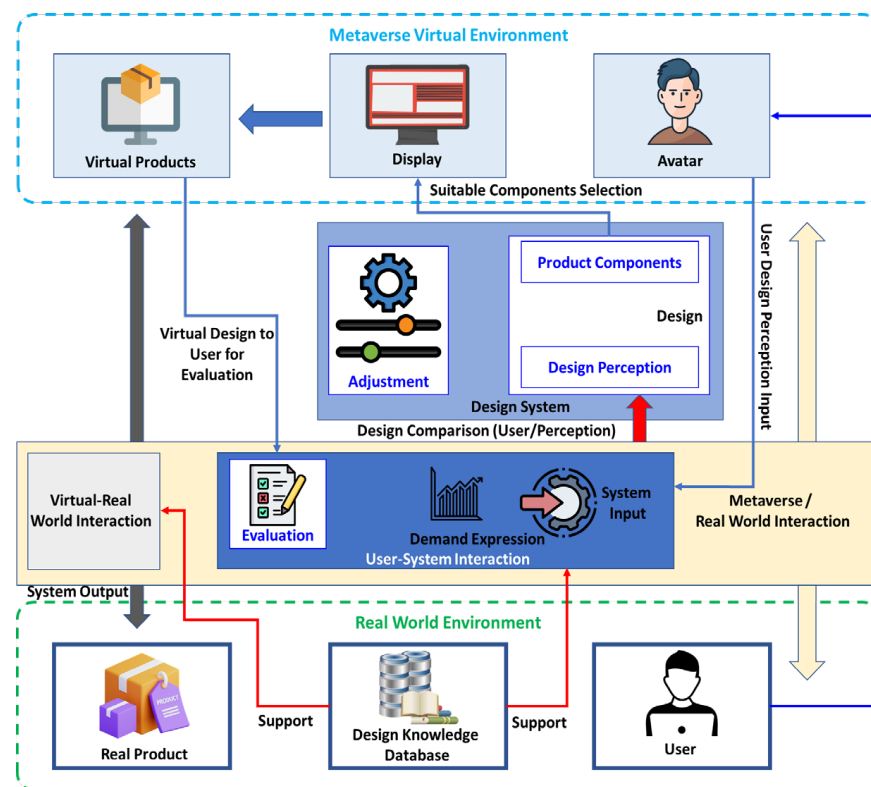 Metaverse Virtual Environment
Virtual Products
Display
Avatar
Suitable Components Selection
Product Components
Design
Design Perception
Adjustment
Design System
User Design Perception Input
Virtual Design to
User for
Evaluation
Design Comparison (User/Perception)
Virtual-Real
World Interaction
Evaluation
Demand Expression
System
Input
User-System Interaction
Metaverse /
Real World Interaction
System Output
Real World Environment
PRODUCT
Real Product
Support
Design Knowledge
Database
Support
User